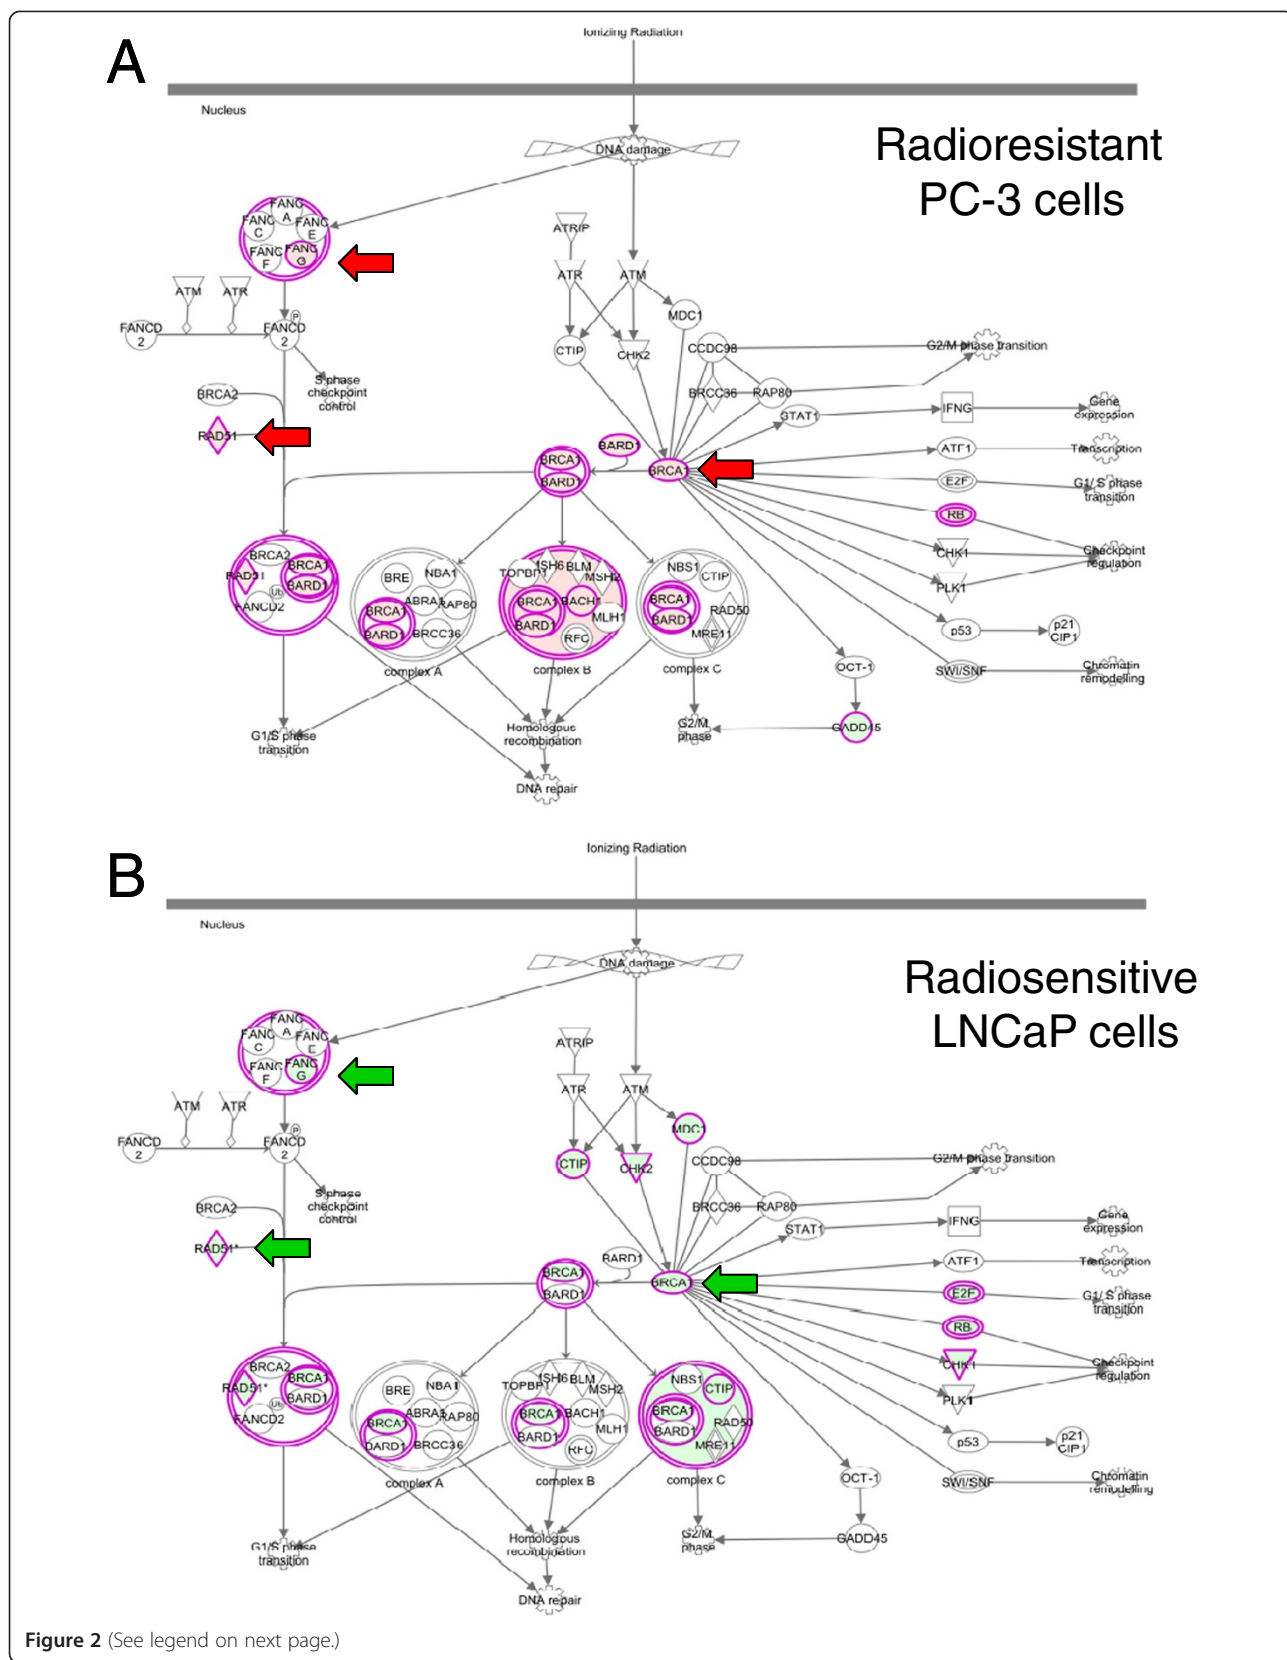 A
Ionizing Radiation
Nucleus
DNA damage
Radioresistant
PC-3 cells
FANC
A
FANC
C
FANC
E
FANC
F
FANC
G
ATRIP
ATM
ATR
ATR
ATM
MDC1
FANCD
2
FANCD
2
P
CTIP
CHK2
CCDC98
G2/M phase transition
S phase
checkpoint
control
BRCA2
BRCC36
RAP80
STAT1
IFNG
Gene
expression
RAD51
BARD1
BRCA1
BARD1
BRCA1
ATF1
Transcription
E2F
G1/S phase
transition
RB
CHK1
Checkpoint
regulation
PLK1
BRCA2
RAD51
BRCA1
BARD1
Ub
FANCD2
BRE
NBA1
ABRA1
RAP80
BRCA1
BARD1
BRCC36
complex A
TOPBP1
MSH6
BLM
MSH2
BRCA1
BARD1
BACH1
MLH1
RFC
complex B
NBS1
CTIP
BRCA1
BARD1
RAD50
MRE11
complex C
p53
p21
CIP1
OCT-1
SWI/SNF
Chromatin
remodelling
G1/S phase
transition
Homologous
recombination
G2/M
phase
GADD45
DNA repair
B
Ionizing Radiation
Nucleus
DNA damage
Radiosensitive
LNCaP cells
FANC
A
FANC
C
FANC
E
FANC
F
FANC
G
ATRIP
ATM
ATR
ATR
ATM
MDC1
FANCD
2
FANCD
2
P
CTIP
CHK2
CCDC98
G2/M phase transition
S phase
checkpoint
control
BRCA2
BRCC36
RAP80
STAT1
IFNG
Gene
expression
RAD51*
BARD1
BRCA1
BARD1
BRCA1
ATF1
Transcription
E2F
G1/S phase
transition
RB
CHK1
Checkpoint
regulation
PLK1
BRCA2
RAD51*
BRCA1
BARD1
Ub
FANCD2
BRE
NBA1
ABRA1
RAP80
BRCA1
BARD1
BRCC36
complex A
TOPBP1
MSH6
BLM
MSH2
BRCA1
BARD1
BACH1
MLH1
RFC
complex B
NBS1
CTIP
BRCA1
BARD1
RAD50
MRE11
complex C
p53
p21
CIP1
OCT-1
SWI/SNF
Chromatin
remodelling
G1/S phase
transition
Homologous
recombination
G2/M
phase
GADD45
DNA repair
Figure 2 (See legend on next page.)